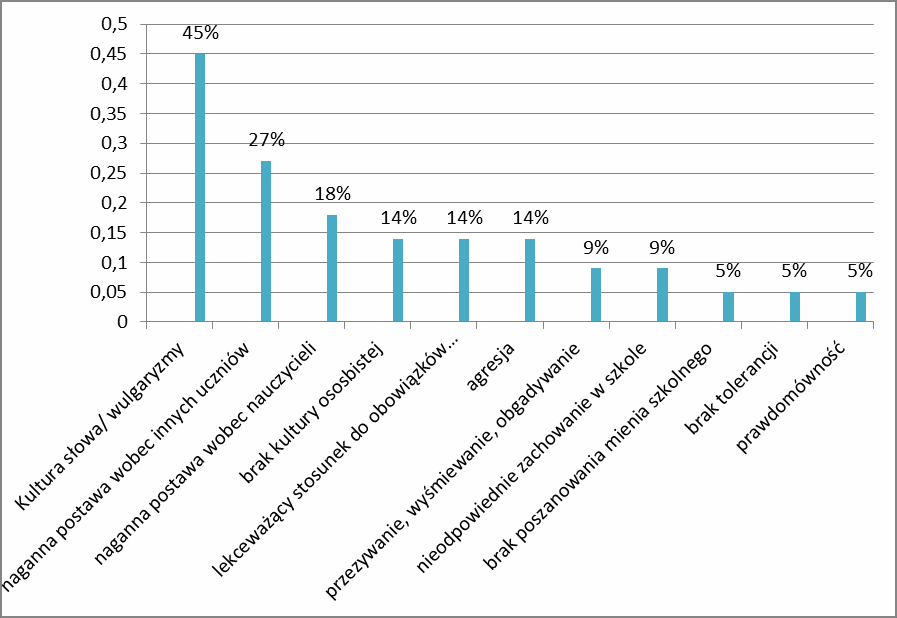 0,5
0,45
0,4
0,35
0,3
0,25
0,2
0,15
0,1
0,05
0
45%
27%
18%
14%
14%
14%
9%
9%
5%
5%
5%
Kultura słowa/ wulgaryzmy
naganna postawa wobec innych uczniów
naganna postawa wobec nauczycieli
brak kultury ososbistej
lekceważący stosunek do obowiązków...
agresja
przezywanie, wyśmiewanie, obgadywanie
nieodpowiednie zachowanie w szkole
brak poszanowania mienia szkolnego
brak tolerancji
prawdomówność